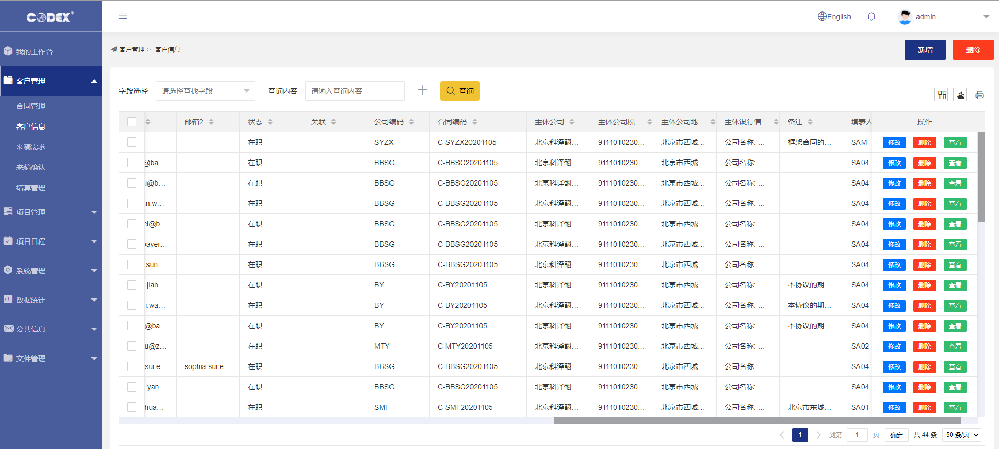 CODEX®
English
admin
我的工作台
客户管理
合同管理
客户信息
来稿需求
来稿确认
结算管理
项目管理
项目日程
系统管理
数据统计
公共信息
文件管理
客户管理 > 客户信息
新增
删除
字段选择 请选择查找字段 查询内容 请输入查询内容 查询
邮箱2 状态 关联 公司编码 合同编码 主体公司 主体公司税... 主体公司地... 主体银行信... 备注 填表人 操作
在职 SYZX C-SYZX20201105 北京科译翻... 9111010230... 北京市西城... 公司名称: ... 框架合同的... SAM 修改 删除 查看
@ba... 在职 BBSG C-BBSG20201105 北京科译翻... 9111010230... 北京市西城... 公司名称: ... SA04 修改 删除 查看
u@b... 在职 BBSG C-BBSG20201105 北京科译翻... 9111010230... 北京市西城... 公司名称: ... SA04 修改 删除 查看
n.w... 在职 BBSG C-BBSG20201105 北京科译翻... 9111010230... 北京市西城... 公司名称: ... SA04 修改 删除 查看
ei@b... 在职 BBSG C-BBSG20201105 北京科译翻... 9111010230... 北京市西城... 公司名称: ... SA04 修改 删除 查看
bayer... 在职 BBSG C-BBSG20201105 北京科译翻... 9111010230... 北京市西城... 公司名称: ... SA04 修改 删除 查看
.sun.... 在职 BBSG C-BBSG20201105 北京科译翻... 9111010230... 北京市西城... 公司名称: ... SA04 修改 删除 查看
.jian... 在职 BY C-BY20201105 北京科译翻... 9111010230... 北京市西城... 公司名称: ... 本协议的期... SA04 修改 删除 查看
i.wa... 在职 BY C-BY20201105 北京科译翻... 9111010230... 北京市西城... 公司名称: ... 本协议的期... SA04 修改 删除 查看
@ba... 在职 BY C-BY20201105 北京科译翻... 9111010230... 北京市西城... 公司名称: ... 本协议的期... SA04 修改 删除 查看
u@z... 在职 MTY C-MTY20201105 北京科译翻... 9111010230... 北京市西城... 公司名称: ... SA02 修改 删除 查看
sui.e... sophia.sui.e... 在职 BBSG C-BBSG20201105 北京科译翻... 9111010230... 北京市西城... 公司名称: ... SA04 修改 删除 查看
.yan... 在职 BBSG C-BBSG20201105 北京科译翻... 9111010230... 北京市西城... 公司名称: ... SA04 修改 删除 查看
hua... 在职 SMF C-SMF20201105 北京科译翻... 9111010230... 北京市西城... 公司名称: ... 北京市东城... SA01 修改 删除 查看
1 到第 1 页 确定 共 44 条 50 条/页